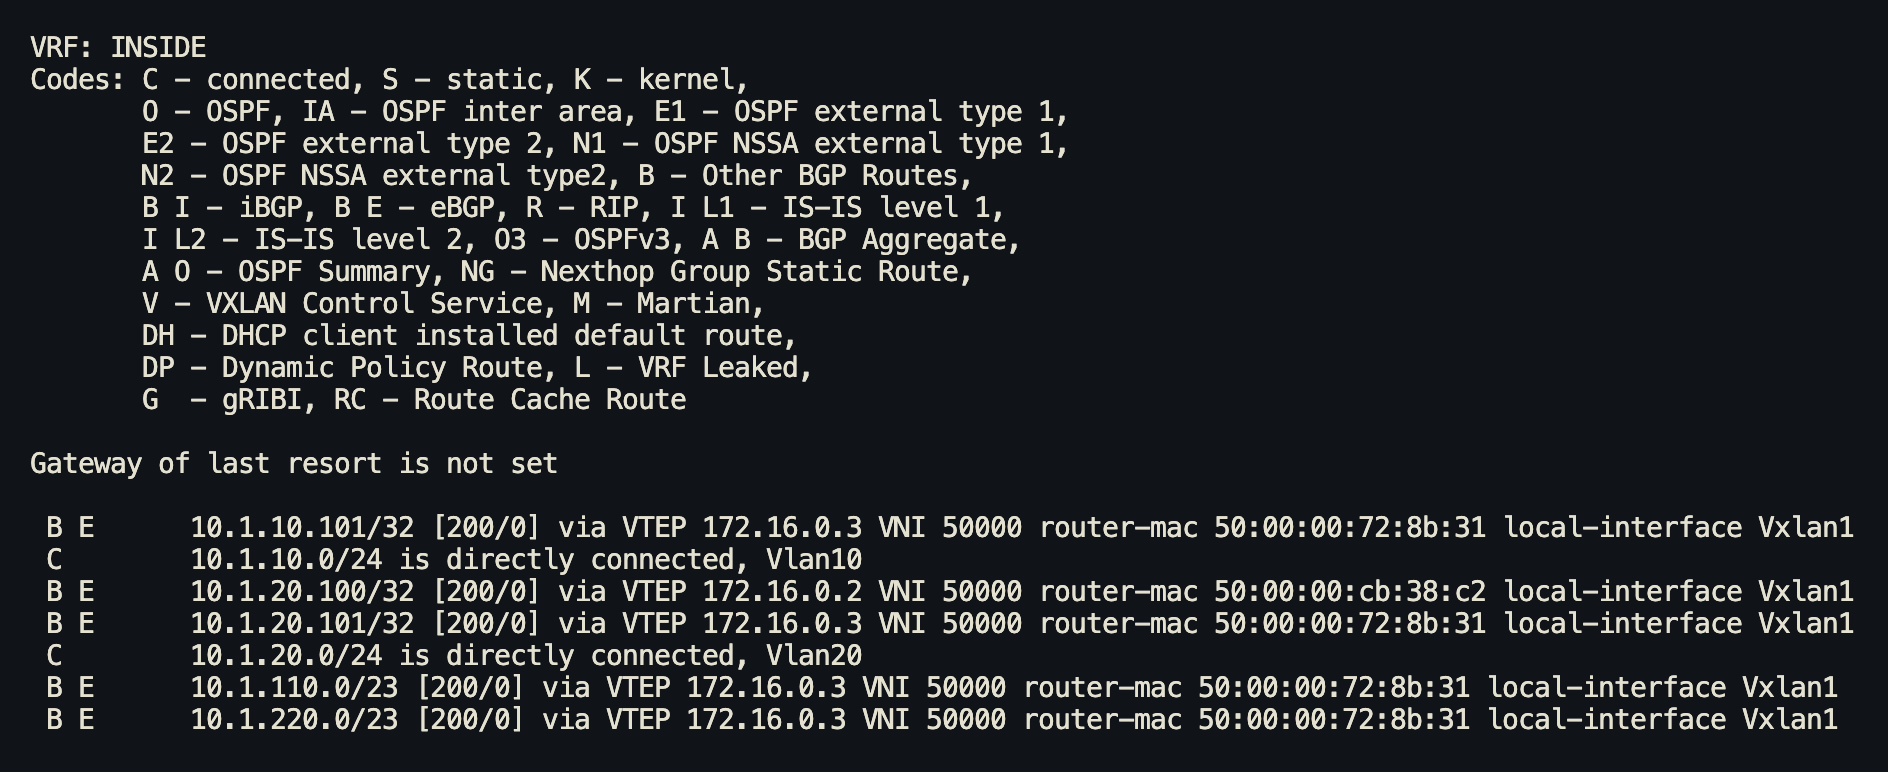 VRF: INSIDE
Codes: C - connected, S - static, K - kernel,
       O - OSPF, IA - OSPF inter area, E1 - OSPF external type 1,
       E2 - OSPF external type 2, N1 - OSPF NSSA external type 1,
       N2 - OSPF NSSA external type2, B - Other BGP Routes,
       B I - iBGP, B E - eBGP, R - RIP, I L1 - IS-IS level 1,
       I L2 - IS-IS level 2, O3 - OSPFv3, A B - BGP Aggregate,
       A O - OSPF Summary, NG - Nexthop Group Static Route,
       V - VXLAN Control Service, M - Martian,
       DH - DHCP client installed default route,
       DP - Dynamic Policy Route, L - VRF Leaked,
       G  - gRIBI, RC - Route Cache Route

Gateway of last resort is not set

 B E      10.1.10.101/32 [200/0] via VTEP 172.16.0.3 VNI 50000 router-mac 50:00:00:72:8b:31 local-interface Vxlan1
 C        10.1.10.0/24 is directly connected, Vlan10
 B E      10.1.20.100/32 [200/0] via VTEP 172.16.0.2 VNI 50000 router-mac 50:00:00:cb:38:c2 local-interface Vxlan1
 B E      10.1.20.101/32 [200/0] via VTEP 172.16.0.3 VNI 50000 router-mac 50:00:00:72:8b:31 local-interface Vxlan1
 C        10.1.20.0/24 is directly connected, Vlan20
 B E      10.1.110.0/23 [200/0] via VTEP 172.16.0.3 VNI 50000 router-mac 50:00:00:72:8b:31 local-interface Vxlan1
 B E      10.1.220.0/23 [200/0] via VTEP 172.16.0.3 VNI 50000 router-mac 50:00:00:72:8b:31 local-interface Vxlan1